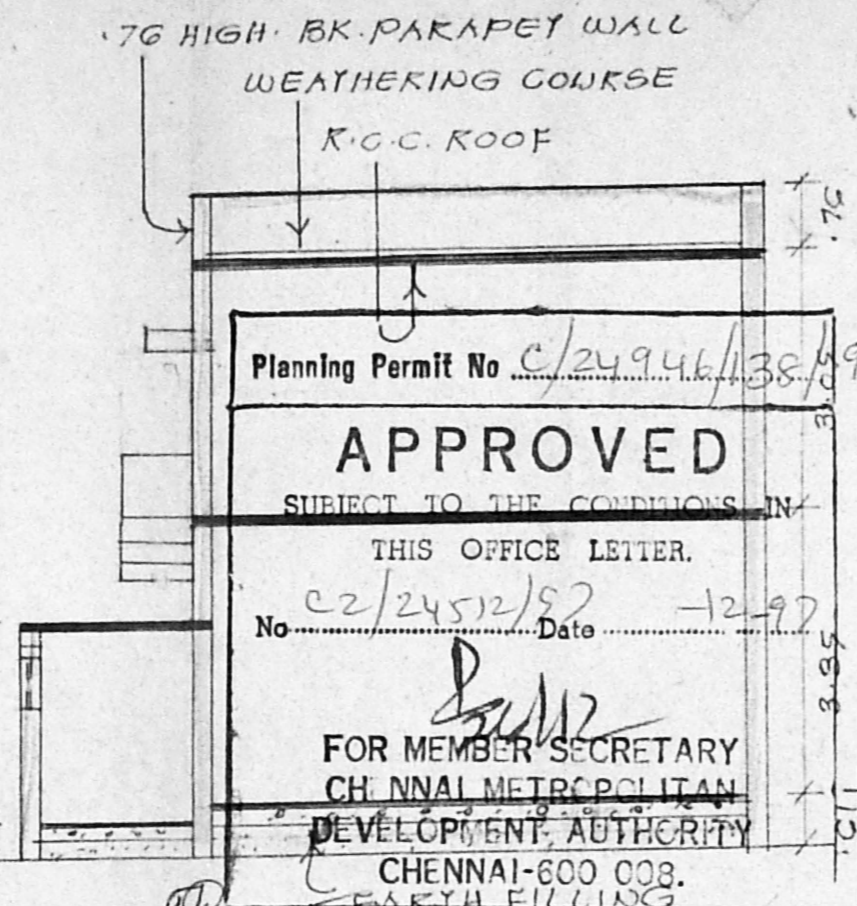 .76 HIGH. BK. PARAPEY WALL
WEATHERING COURSE
R.C.C. ROOF
.76
Planning Permit No C/24946/138/9
APPROVED
SUBJECT TO THE CONDITIONS IN
THIS OFFICE LETTER.
No C2/24512/97 Date -12-97
3.35
FOR MEMBER SECRETARY
CHENNAI METROPOLITAN
DEVELOPMENT AUTHORITY
CHENNAI-600 008.
EARTH FILLING